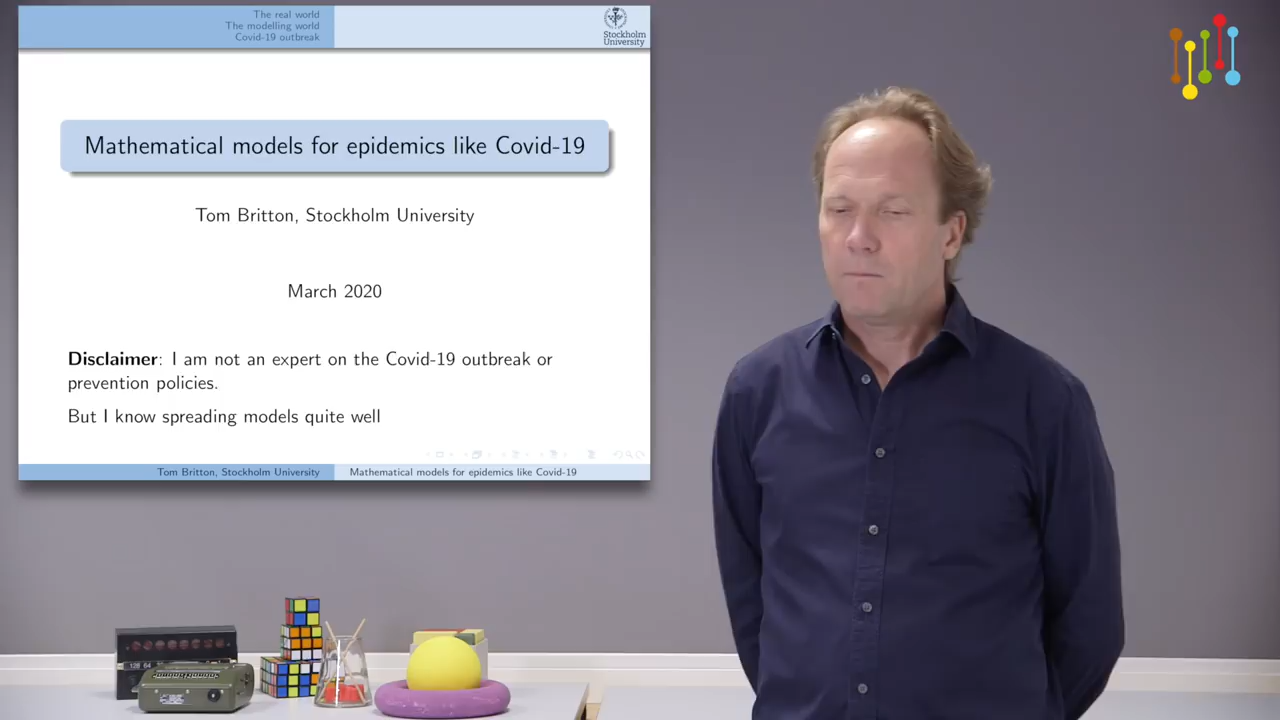 The real world
The modelling world
Covid-19 outbreak
Stockholm
University
Mathematical models for epidemics like Covid-19
Tom Britton, Stockholm University
March 2020
Disclaimer: I am not an expert on the Covid-19 outbreak or
prevention policies.
But I know spreading models quite well
Tom Britton, Stockholm University
Mathematical models for epidemics like Covid-19
128 64